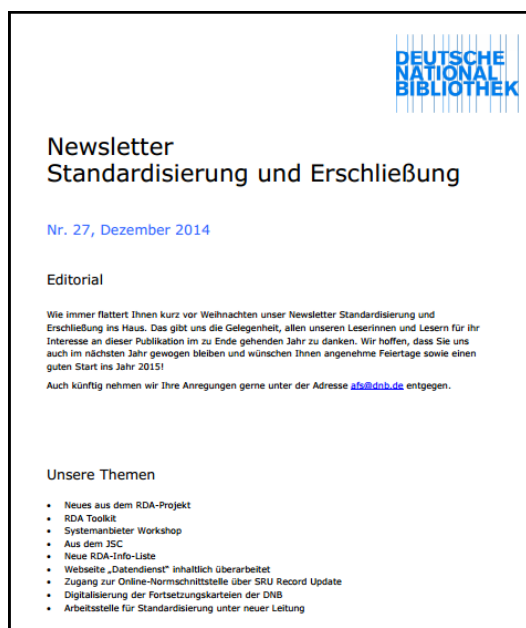 DEUTSCHE
NATIONAL
BIBLIOTHEK
Newsletter
Standardisierung und Erschließung
Nr. 27, Dezember 2014
Editorial
Wie immer flattert Ihnen kurz vor Weihnachten unser Newsletter Standardisierung und
Erschließung ins Haus. Das gibt uns die Gelegenheit, allen unseren Leserinnen und Lesern für ihr
Interesse an dieser Publikation im zu Ende gehenden Jahr zu danken. Wir hoffen, dass Sie uns
auch im nächsten Jahr gewogen bleiben und wünschen Ihnen angenehme Feiertage sowie einen
guten Start ins Jahr 2015!
Auch künftig nehmen wir Ihre Anregungen gerne unter der Adresse afs@dnb.de entgegen.
Unsere Themen
• Neues aus dem RDA-Projekt
• RDA Toolkit
• Systemanbieter Workshop
• Aus dem JSC
• Neue RDA-Info-Liste
• Webseite „Datendienst“ inhaltlich überarbeitet
• Zugang zur Online-Normschnittstelle über SRU Record Update
• Digitalisierung der Fortsetzungskarteien der DNB
• Arbeitsstelle für Standardisierung unter neuer Leitung